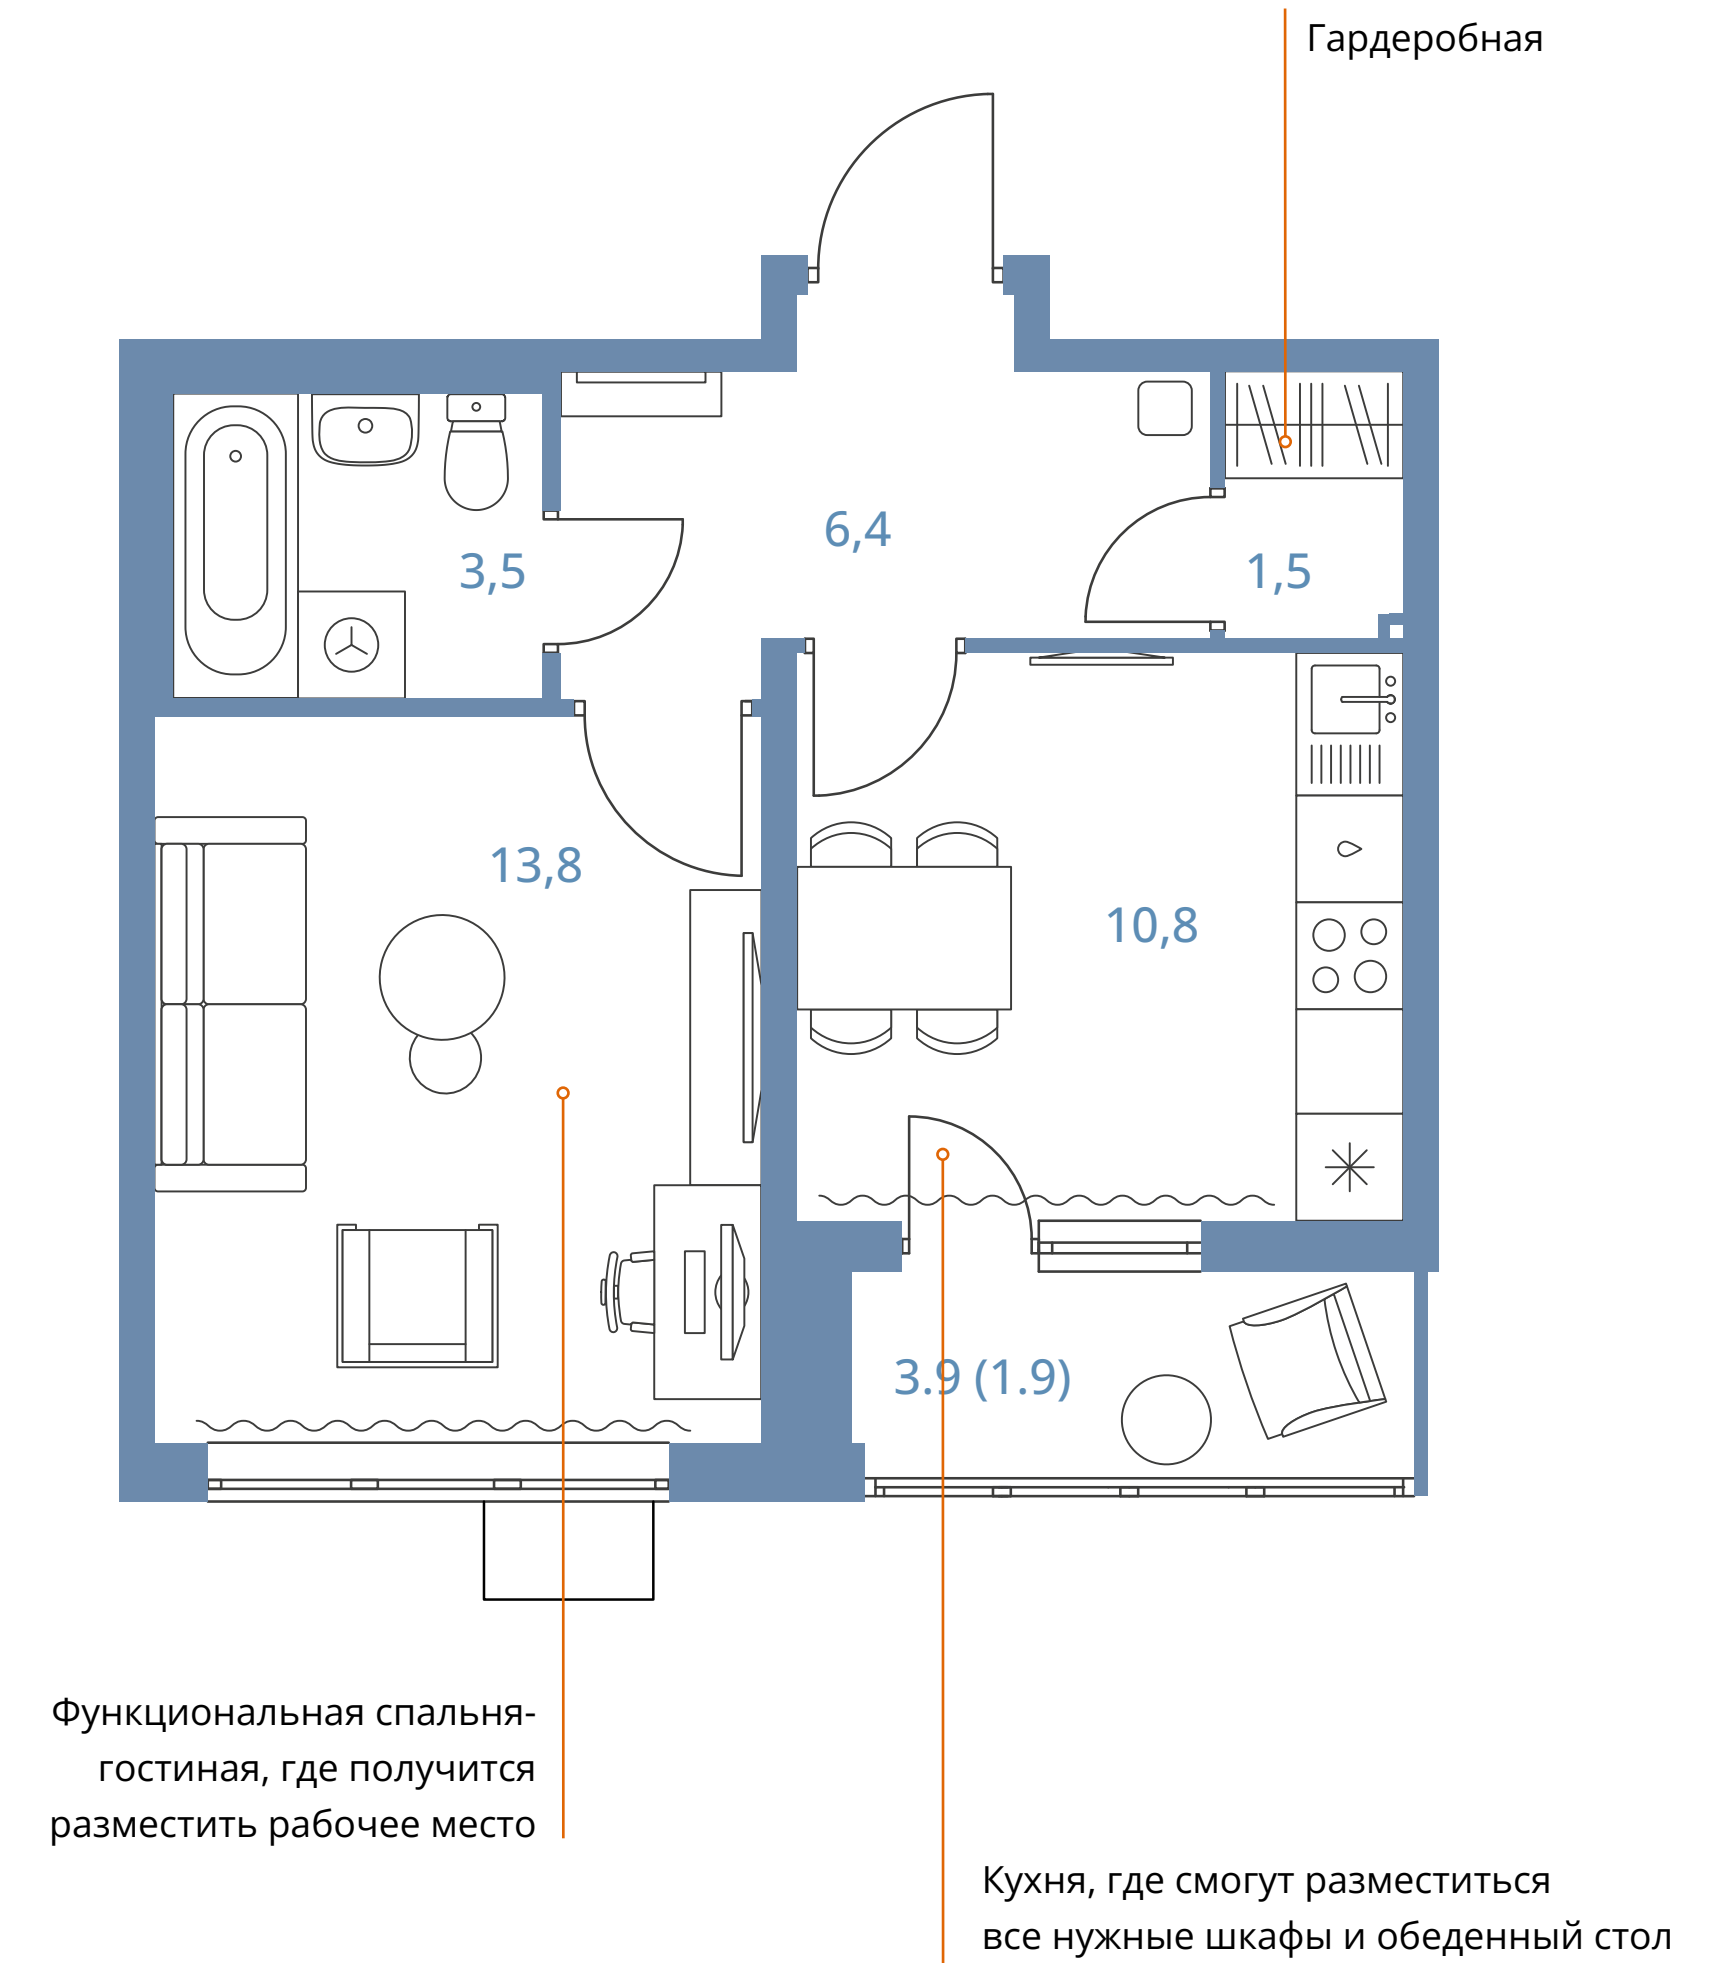 Гардеробная
6,4
3,5
1,5
13,8
10,8
3.9 (1.9)
Функциональная спальня-
гостиная, где получится
разместить рабочее место
Кухня, где смогут разместиться
все нужные шкафы и обеденный стол